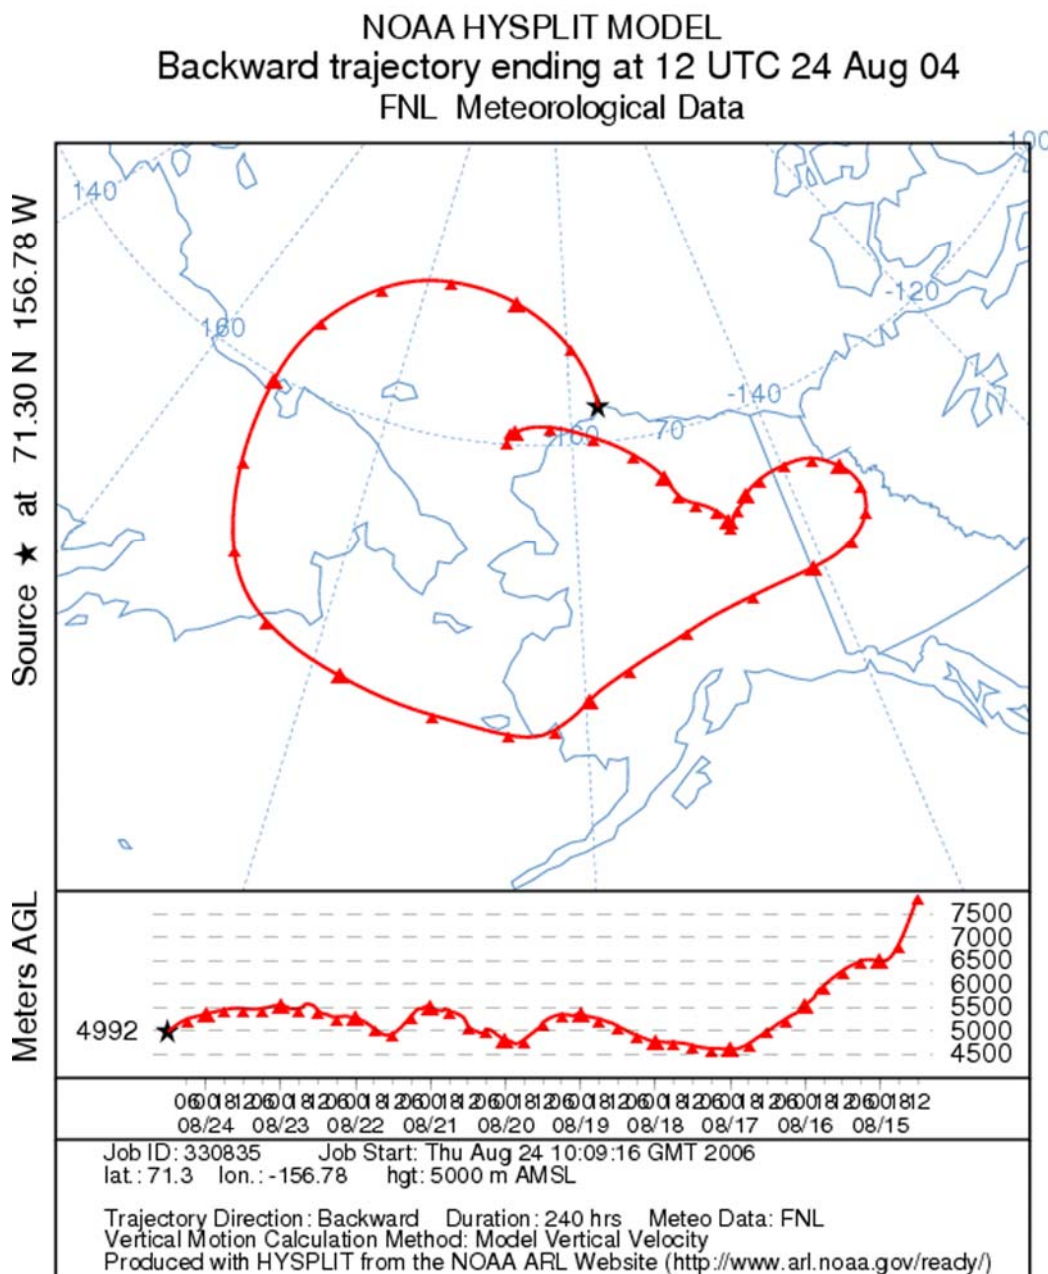 NOAA HYSPLIT MODEL
Backward trajectory ending at 12 UTC 24 Aug 04
FNL Meteorological Data
Source ★ at 71.30 N 156.78 W
-100
140
-120
160
-140
70
Meters AGL
4992
7500
7000
6500
6000
5500
5000
4500
08/24 08/23 08/22 08/21 08/20 08/19 08/18 08/17 08/16 08/15
Job ID: 330835 Job Start: Thu Aug 24 10:09:16 GMT 2006
lat.: 71.3 lon.: -156.78 hgt: 5000 m AMSL
Trajectory Direction: Backward Duration: 240 hrs Meteo Data: FNL
Vertical Motion Calculation Method: Model Vertical Velocity
Produced with HYSPLIT from the NOAA ARL Website (http://www.arl.noaa.gov/ready/)